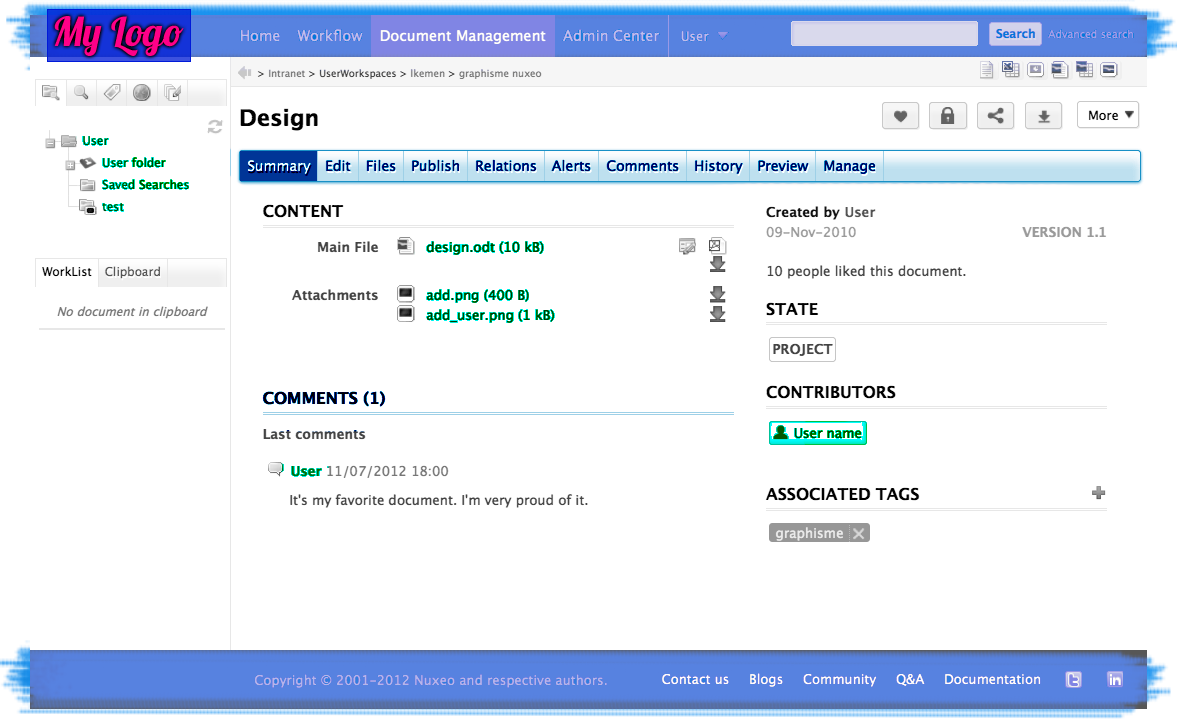 My Logo
Home Workflow Document Management Admin Center User Search Advanced search
> Intranet > UserWorkspaces > Ikemen > graphisme nuxeo
Design
More
User
User folder
Saved Searches
test
WorkList Clipboard
No document in clipboard
Summary Edit Files Publish Relations Alerts Comments History Preview Manage
CONTENT
Main File design.odt (10 kB)
Attachments add.png (400 B)
add_user.png (1 kB)
COMMENTS (1)
Last comments
User 11/07/2012 18:00
It's my favorite document. I'm very proud of it.
Created by User
09-Nov-2010 VERSION 1.1
10 people liked this document.
STATE
PROJECT
CONTRIBUTORS
User name
ASSOCIATED TAGS
graphisme
Copyright © 2001-2012 Nuxeo and respective authors. Contact us Blogs Community Q&A Documentation
in